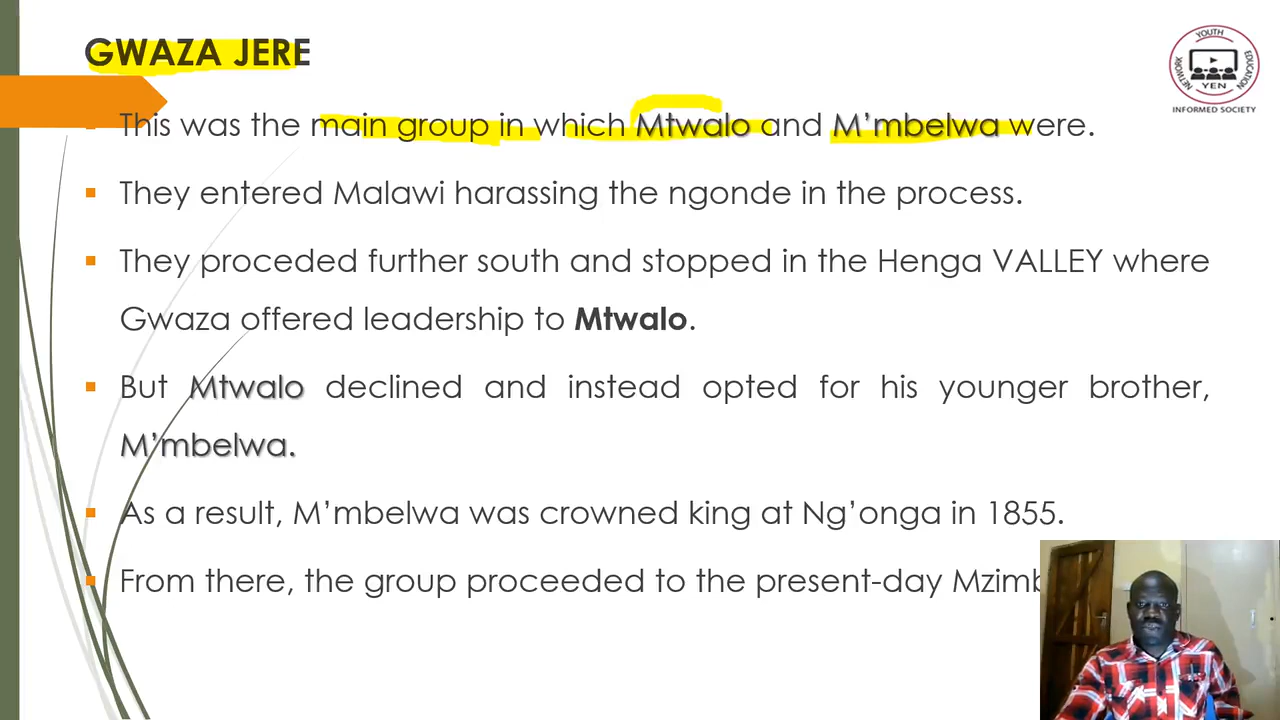 GWAZA JERE
This was the main group in which Mtwalo and M’mbelwa were.
They entered Malawi harassing the ngonde in the process.
They proceded further south and stopped in the Henga VALLEY where
Gwaza offered leadership to Mtwalo.
But Mtwalo declined and instead opted for his younger brother,
M’mbelwa.
As a result, M’mbelwa was crowned king at Ng’onga in 1855.
From there, the group proceeded to the present-day
YOUTH
EDUCATION
NETWORK
YEN
INFORMED SOCIETY